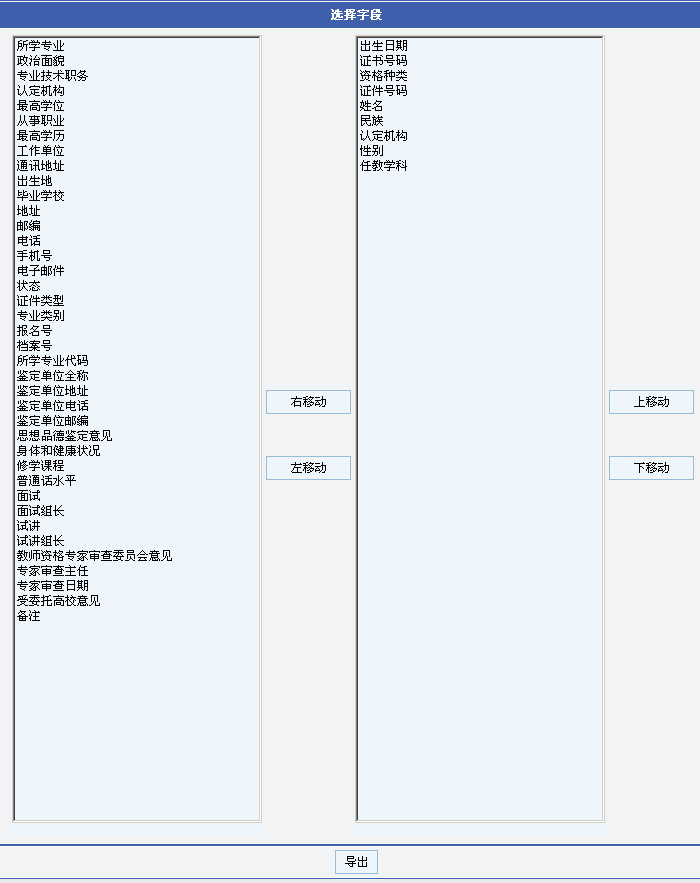 选择字段
所学专业
政治面貌
专业技术职务
认定机构
最高学位
从事职业
最高学历
工作单位
通讯地址
出生地
毕业学校
地址
邮编
电话
手机号
电子邮件
状态
证件类型
专业类别
报名号
档案号
所学专业代码
鉴定单位全称
鉴定单位地址
鉴定单位电话
鉴定单位邮编
思想品德鉴定意见
身体和健康状况
修学课程
普通话水平
面试
面试组长
试讲
试讲组长
教师资格专家审查委员会意见
专家审查主任
专家审查日期
受委托高校意见
备注
右移动
左移动
出生日期
证书号码
资格种类
证件号码
姓名
民族
认定机构
性别
任教学科
上移动
下移动
导出